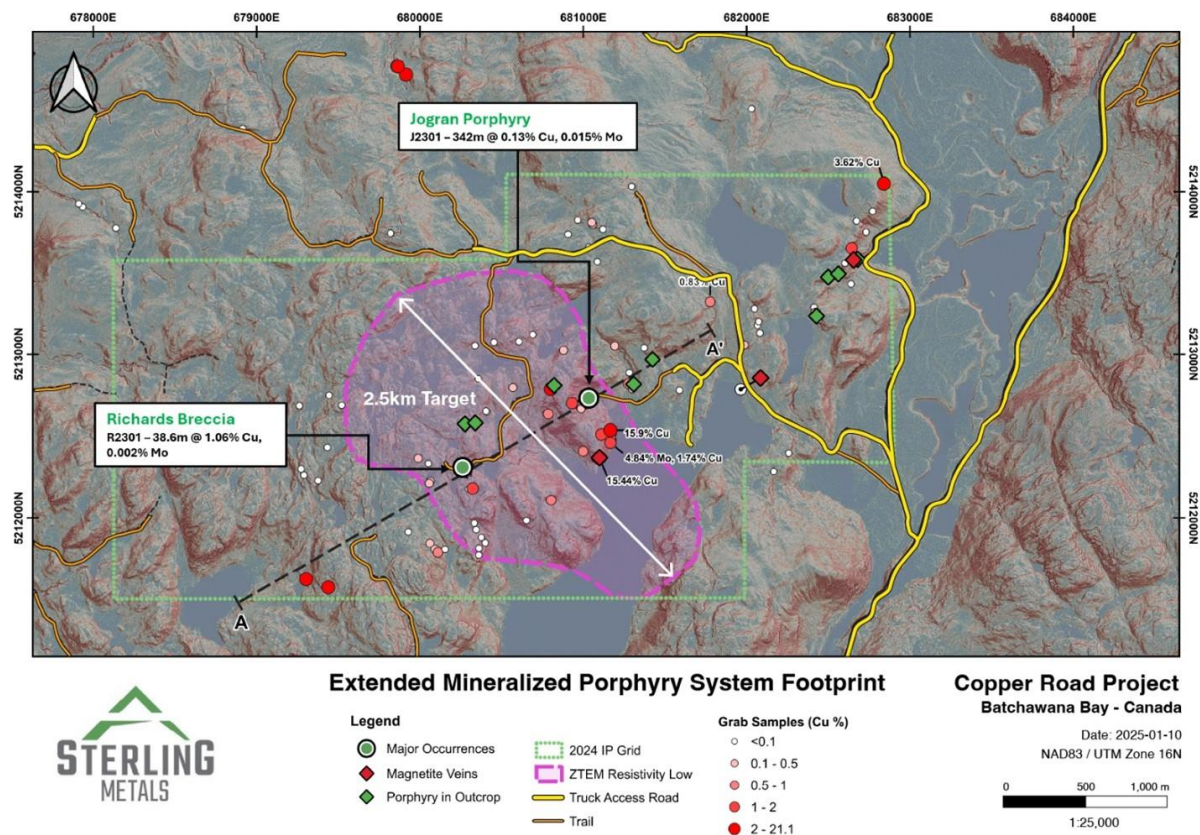 678000E
679000E
680000E
681000E
682000E
683000E
684000E
Jogran Porphyry
J2301 – 342m @ 0.13% Cu, 0.015% Mo
3.62% Cu
5214000N
5214000N
0.83% Cu
5213000N
A'
5213000N
2.5km Target
Richards Breccia
R2301 – 38.6m @ 1.06% Cu,
0.002% Mo
15.9% Cu
4.84% Mo, 1.74% Cu
15.44% Cu
5212000N
5212000N
A
Extended Mineralized Porphyry System Footprint
Copper Road Project
Batchawana Bay - Canada
Date: 2025-01-10
NAD83 / UTM Zone 16N
0 500 1,000 m
1:25,000
STERLING
METALS
Legend
Major Occurrences
Magnetite Veins
Porphyry in Outcrop
2024 IP Grid
ZTEM Resistivity Low
Truck Access Road
Trail
Grab Samples (Cu %)
<0.1
0.1 - 0.5
0.5 - 1
1 - 2
2 - 21.1